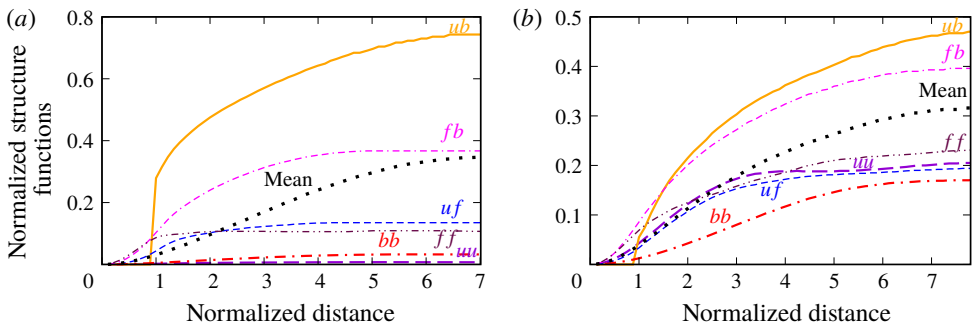 (a)
Normalized structure
functions
0.8
0.6
0.4
0.2
0
1
2
3
4
5
6
7
ub
fb
Mean
uf
bb
ff
uu
Normalized distance
(b)
0.5
0.4
0.3
0.2
0.1
0
1
2
3
4
5
6
7
ub
fb
Mean
ff
uu
uf
bb
Normalized distance